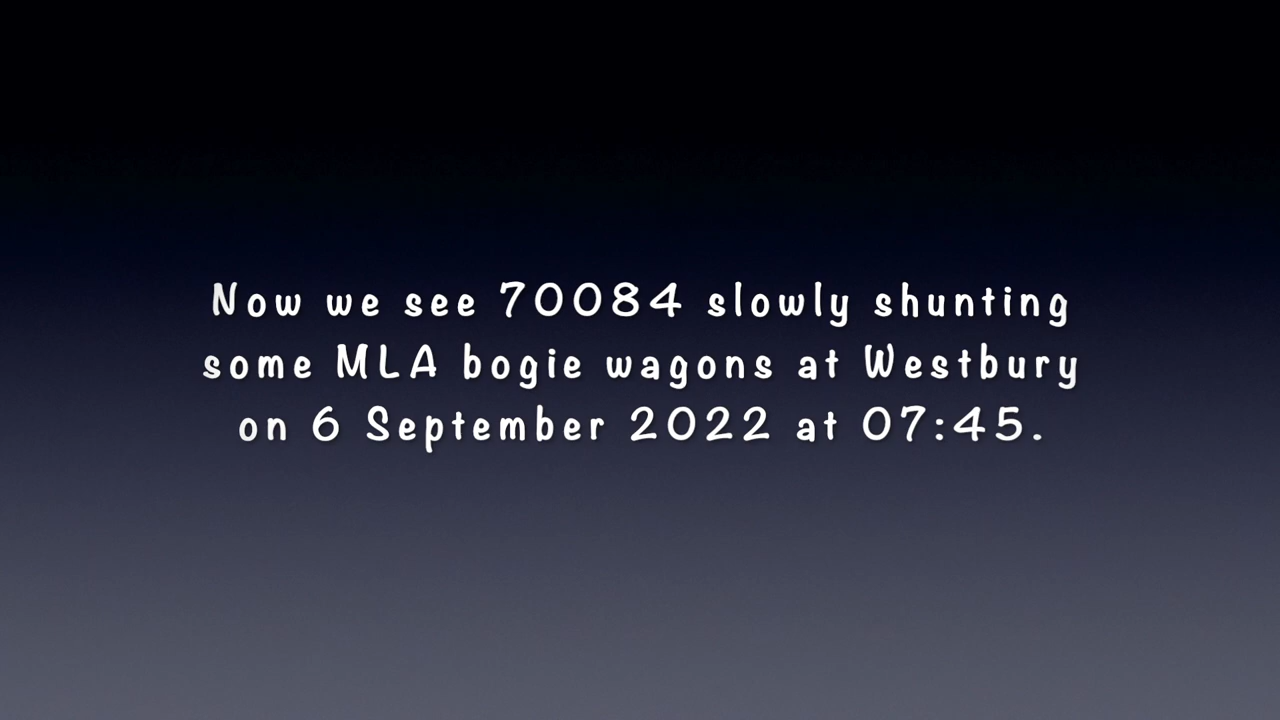 Now we see 70084 slowly shunting
some MLA bogie wagons at Westbury
on 6 September 2022 at 07:45.